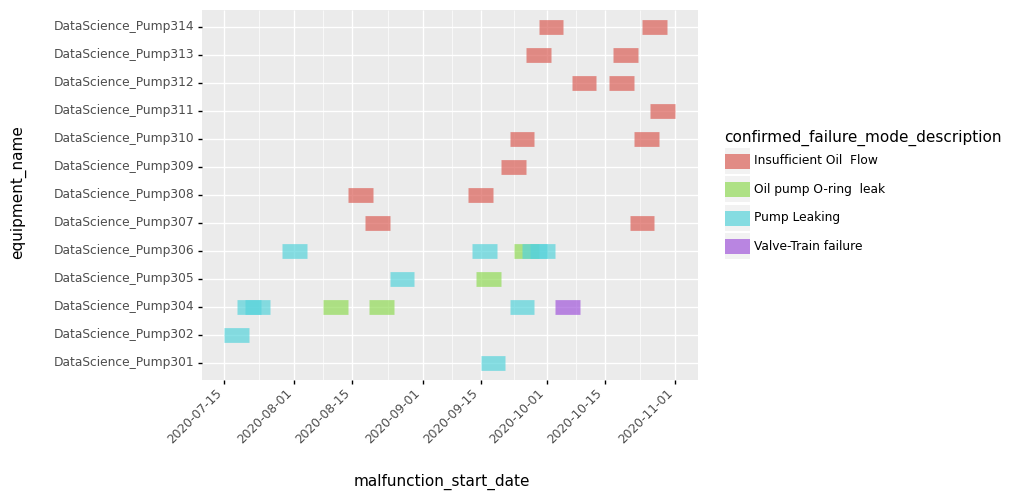 DataScience_Pump314
DataScience_Pump313
DataScience_Pump312
DataScience_Pump311
DataScience_Pump310
DataScience_Pump309
DataScience_Pump308
DataScience_Pump307
DataScience_Pump306
DataScience_Pump305
DataScience_Pump304
DataScience_Pump302
DataScience_Pump301
equipment_name
2020-07-15
2020-08-01
2020-08-15
2020-09-01
2020-09-15
2020-10-01
2020-10-15
2020-11-01
malfunction_start_date
confirmed_failure_mode_description
Insufficient Oil  Flow
Oil pump O-ring  leak
Pump Leaking
Valve-Train failure